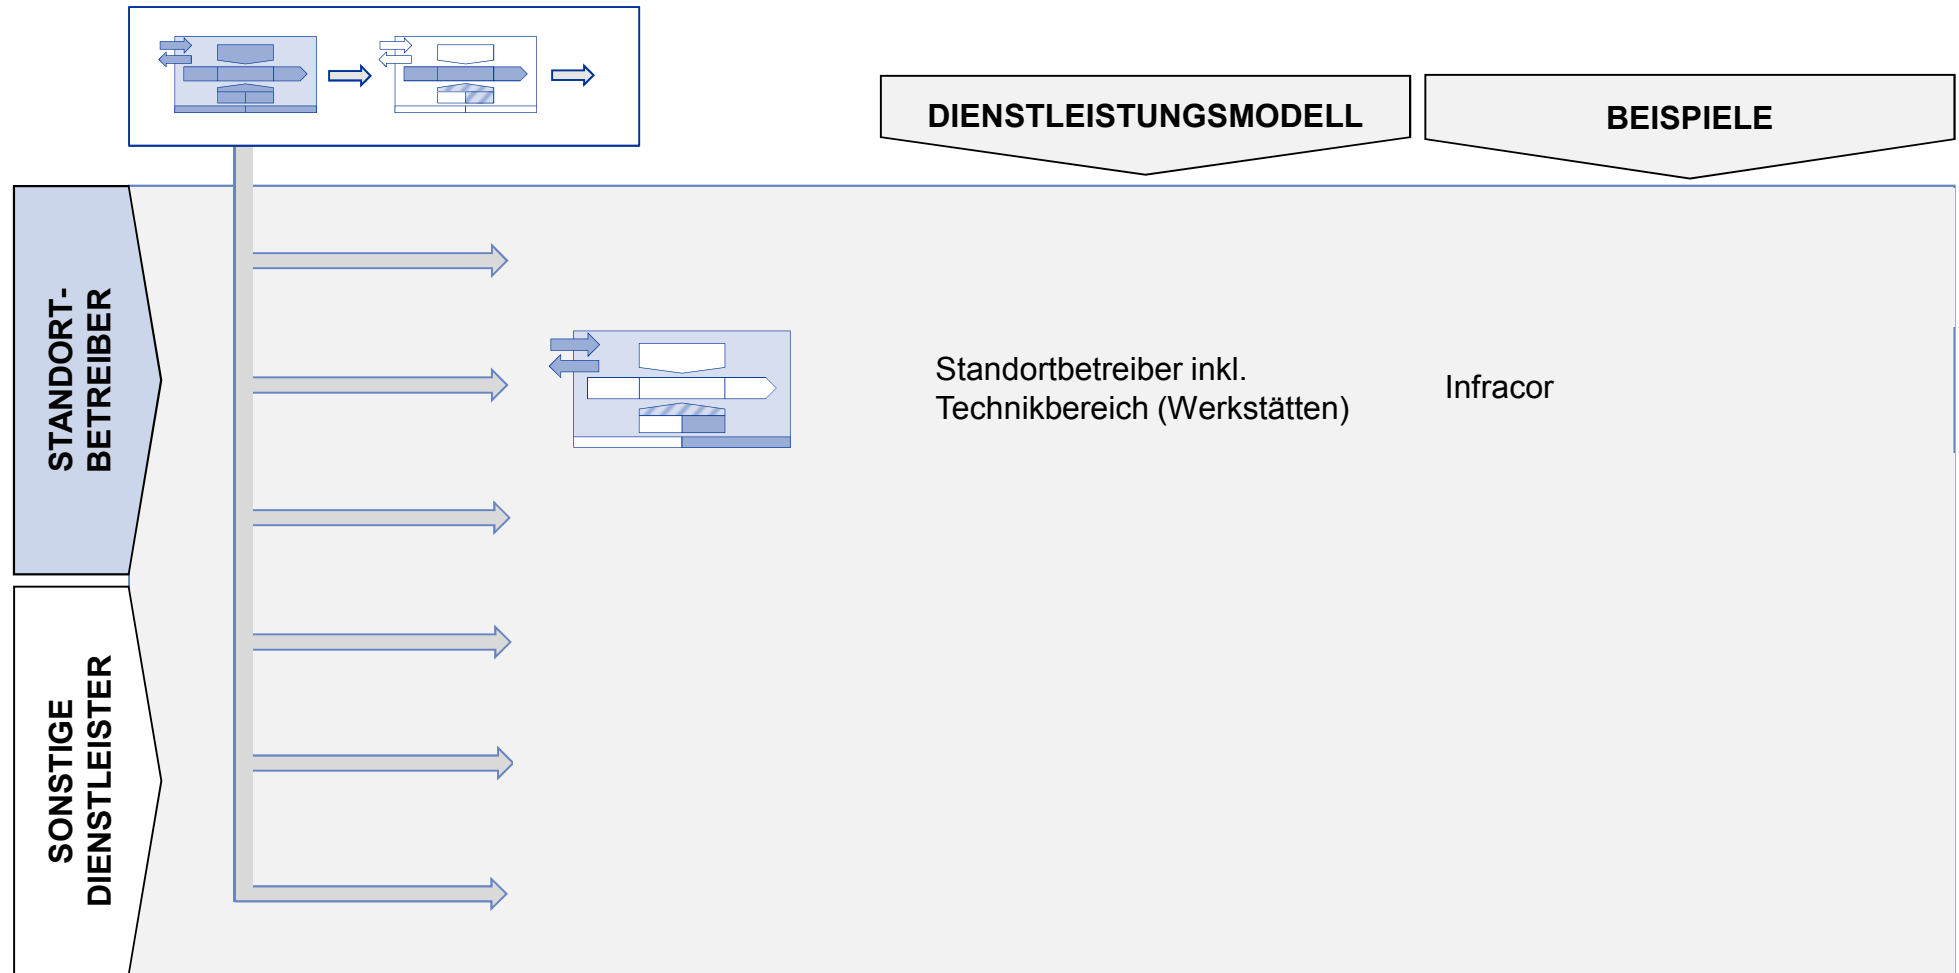 DIENSTLEISTUNGSMODELL
BEISPIELE
STANDORT-
BETREIBER
Standortbetreiber inkl.
Technikbereich (Werkstätten)
Infracor
SONSTIGE
DIENSTLEISTER